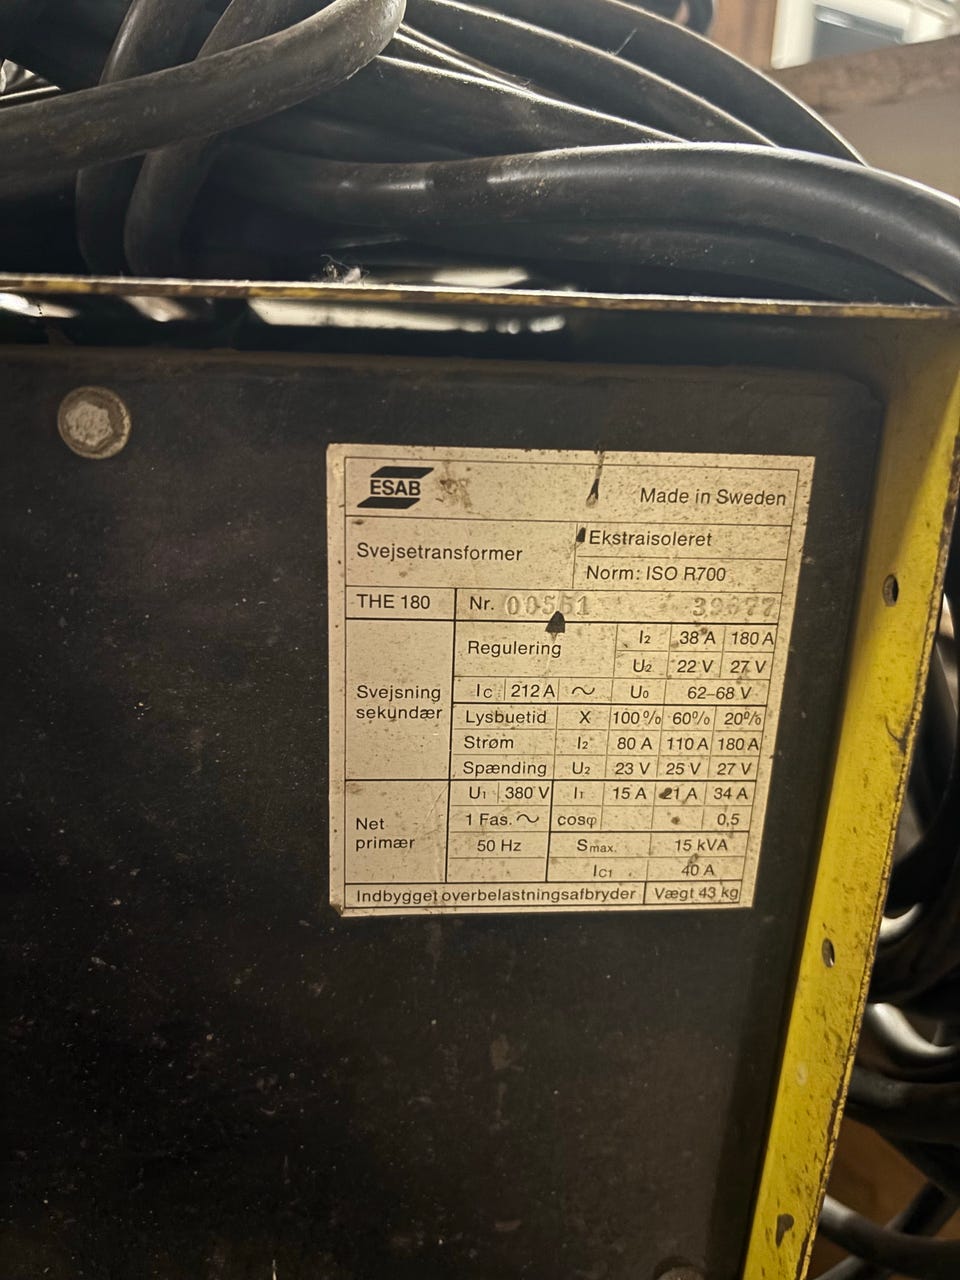 ESAB
Made in Sweden
Svejsetransformer
Ekstraisoleret
Norm: ISO R700
THE 180 Nr.
Regulering I2 38 A 180 A
U2 22 V 27 V
Svejsning sekundær
Ic 212 A ~ U0 62–68 V
Lysbuetid X 100% 60% 20%
Strøm I2 80 A 110 A 180 A
Spænding U2 23 V 25 V 27 V
Net primær
U1 380 V I1 15 A 21 A 34 A
1 Fas. ~ cosφ 0,5
50 Hz Smax. 15 kVA
IC1 40 A
Indbygget overbelastningsafbryder Vægt 43 kg